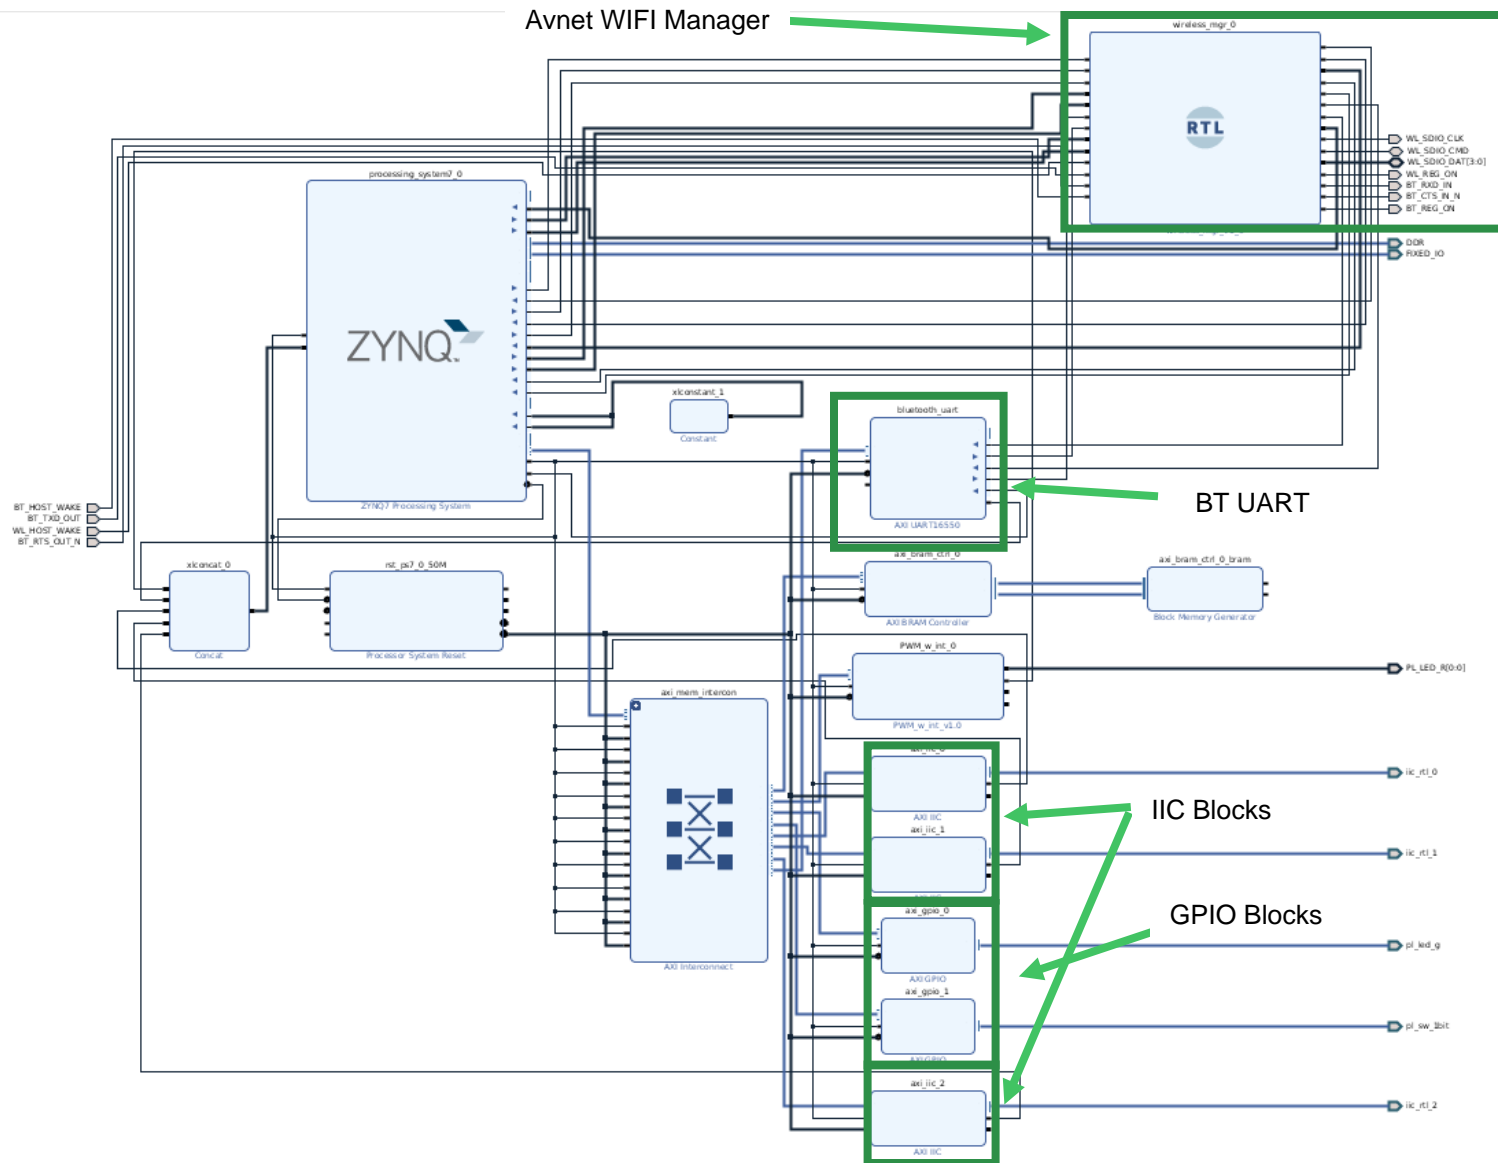 Avnet WIFI Manager
wireless_mgr_0
RTL
WL_SDIO_CLK
WL_SDIO_CMD
WL_SDIO_DAT[3:0]
WL_REG_ON
BT_RXD_IN
BT_CTS_IN_N
BT_REG_ON
DDR
FIXED_IO
processing_system7_0
ZYNQ
ZYNQ7 Processing System
xlconstant_1
Constant
bluetooth_uart
AXI UART16550
BT UART
BT_HOST_WAKE
BT_TXD_OUT
WL_HOST_WAKE
BT_RTS_OUT_N
xlconcat_0
Concat
rst_ps7_0_50M
Processor System Reset
axi_bram_ctrl_0
AXI BRAM Controller
axi_bram_ctrl_0_bram
Block Memory Generator
PWM_w_int_0
PWM_w_int_v1.0
PL_LED_R[0:0]
axi_mem_intercon
AXI Interconnect
axi_iic_0
AXI IIC
iic_rtl_0
axi_iic_1
iic_rtl_1
IIC Blocks
axi_gpio_0
AXI GPIO
pl_led_g
GPIO Blocks
axi_gpio_1
AXI GPIO
pl_sw_1bit
axi_iic_2
AXI IIC
iic_rtl_2